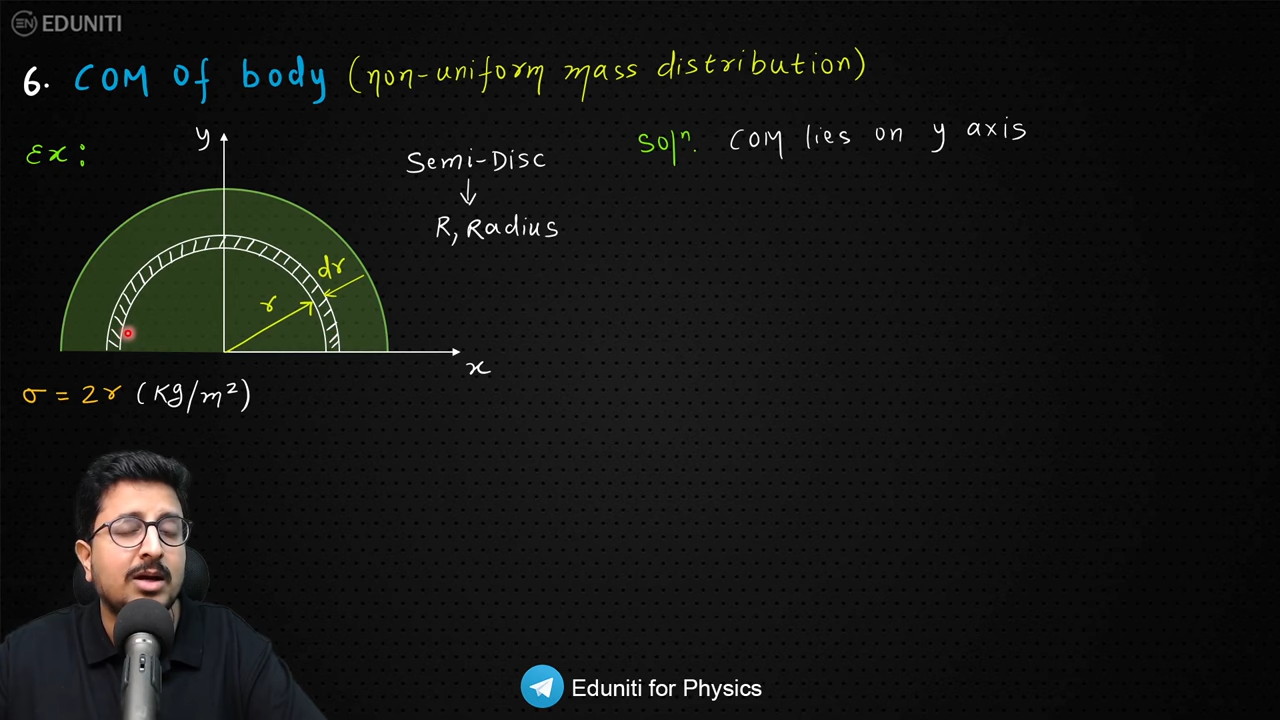 EDUNITI
6. COM of body (non-uniform mass distribution)
Ex:
y
Semi-Disc
↓
R, Radius
Solⁿ. COM lies on y axis
dr
r
x
σ = 2r (Kg/m²)
Eduniti for Physics